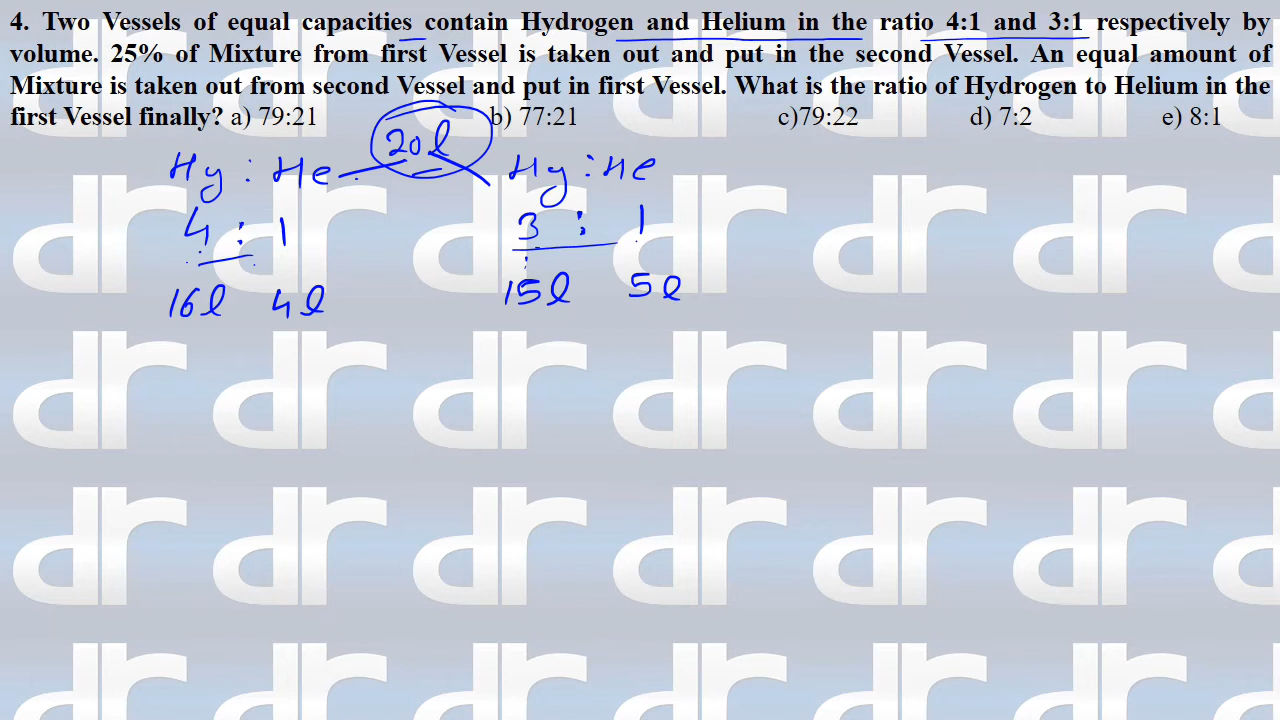 4. Two Vessels of equal capacities contain Hydrogen and Helium in the ratio 4:1 and 3:1 respectively by
volume. 25% of Mixture from first Vessel is taken out and put in the second Vessel. An equal amount of
Mixture is taken out from second Vessel and put in first Vessel. What is the ratio of Hydrogen to Helium in the
first Vessel finally? a) 79:21 b) 77:21 c)79:22 d) 7:2 e) 8:1
20l
Hy : He Hy : He
4 : 1 3 : 1
16l 4l 15l 5l